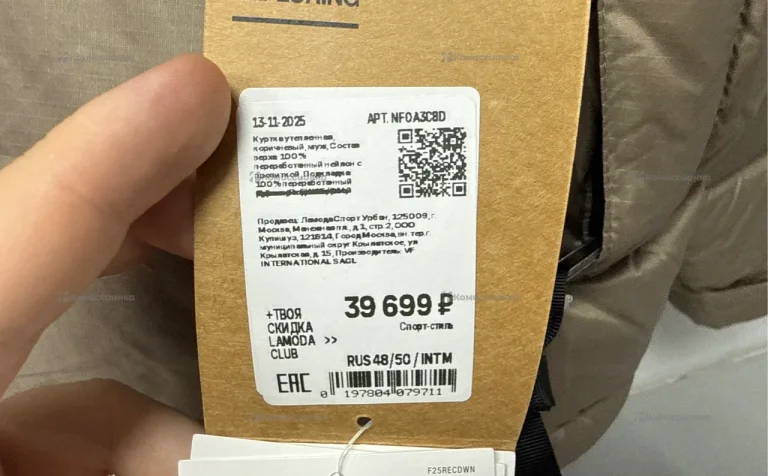 13-11-2025
АРТ. NF0A3C8D
Куртка утепленная,
коричневый, муж, Состав
верха 100%
переработанный нейлон с
пропиткой, Подкладка
100% переработанный
Продавец: ЛамодаСпорт Урбан, 125009, г.
Москва, Манежная пл., д.1, стр.2, ООО
Купишуз, 121614, Город Москва, вн. тер.г.
муниципальный округ Крылатское, ул
Крылатская, д. 15, Производитель: VF
INTERNATIONAL SAGL
39 699 ₽
Спорт-стиль
+ТВОЯ
СКИДКА
LAMODA >>
CLUB
RUS 48/50 / INT M
EAC
0 197804 079711
F25RECDWN
Комиссионка